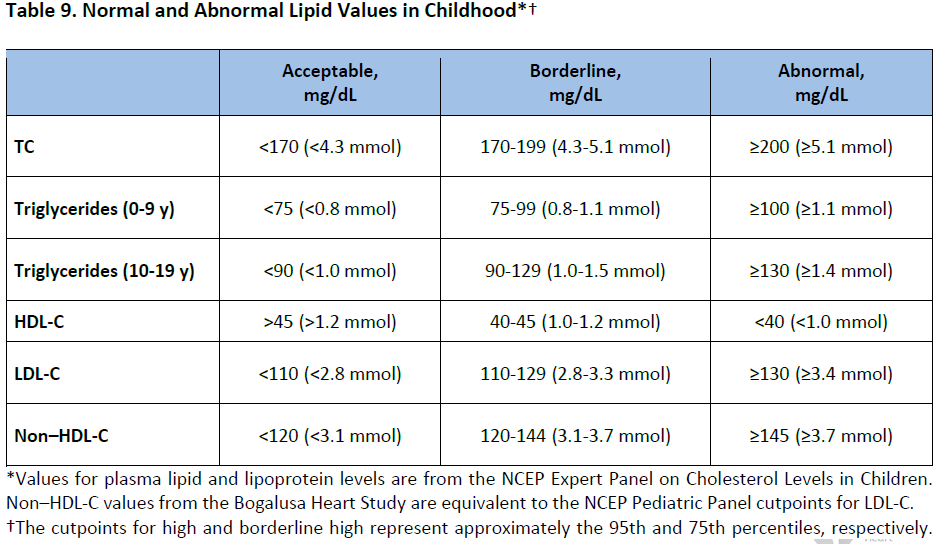 Table 9. Normal and Abnormal Lipid Values in Childhood*†
Acceptable, mg/dL
Borderline, mg/dL
Abnormal, mg/dL
TC <170 (<4.3 mmol) 170-199 (4.3-5.1 mmol) ≥200 (≥5.1 mmol)
Triglycerides (0-9 y) <75 (<0.8 mmol) 75-99 (0.8-1.1 mmol) ≥100 (≥1.1 mmol)
Triglycerides (10-19 y) <90 (<1.0 mmol) 90-129 (1.0-1.5 mmol) ≥130 (≥1.4 mmol)
HDL-C >45 (>1.2 mmol) 40-45 (1.0-1.2 mmol) <40 (<1.0 mmol)
LDL-C <110 (<2.8 mmol) 110-129 (2.8-3.3 mmol) ≥130 (≥3.4 mmol)
Non–HDL-C <120 (<3.1 mmol) 120-144 (3.1-3.7 mmol) ≥145 (≥3.7 mmol)
*Values for plasma lipid and lipoprotein levels are from the NCEP Expert Panel on Cholesterol Levels in Children.
Non–HDL-C values from the Bogalusa Heart Study are equivalent to the NCEP Pediatric Panel cutpoints for LDL-C.
†The cutpoints for high and borderline high represent approximately the 95th and 75th percentiles, respectively.